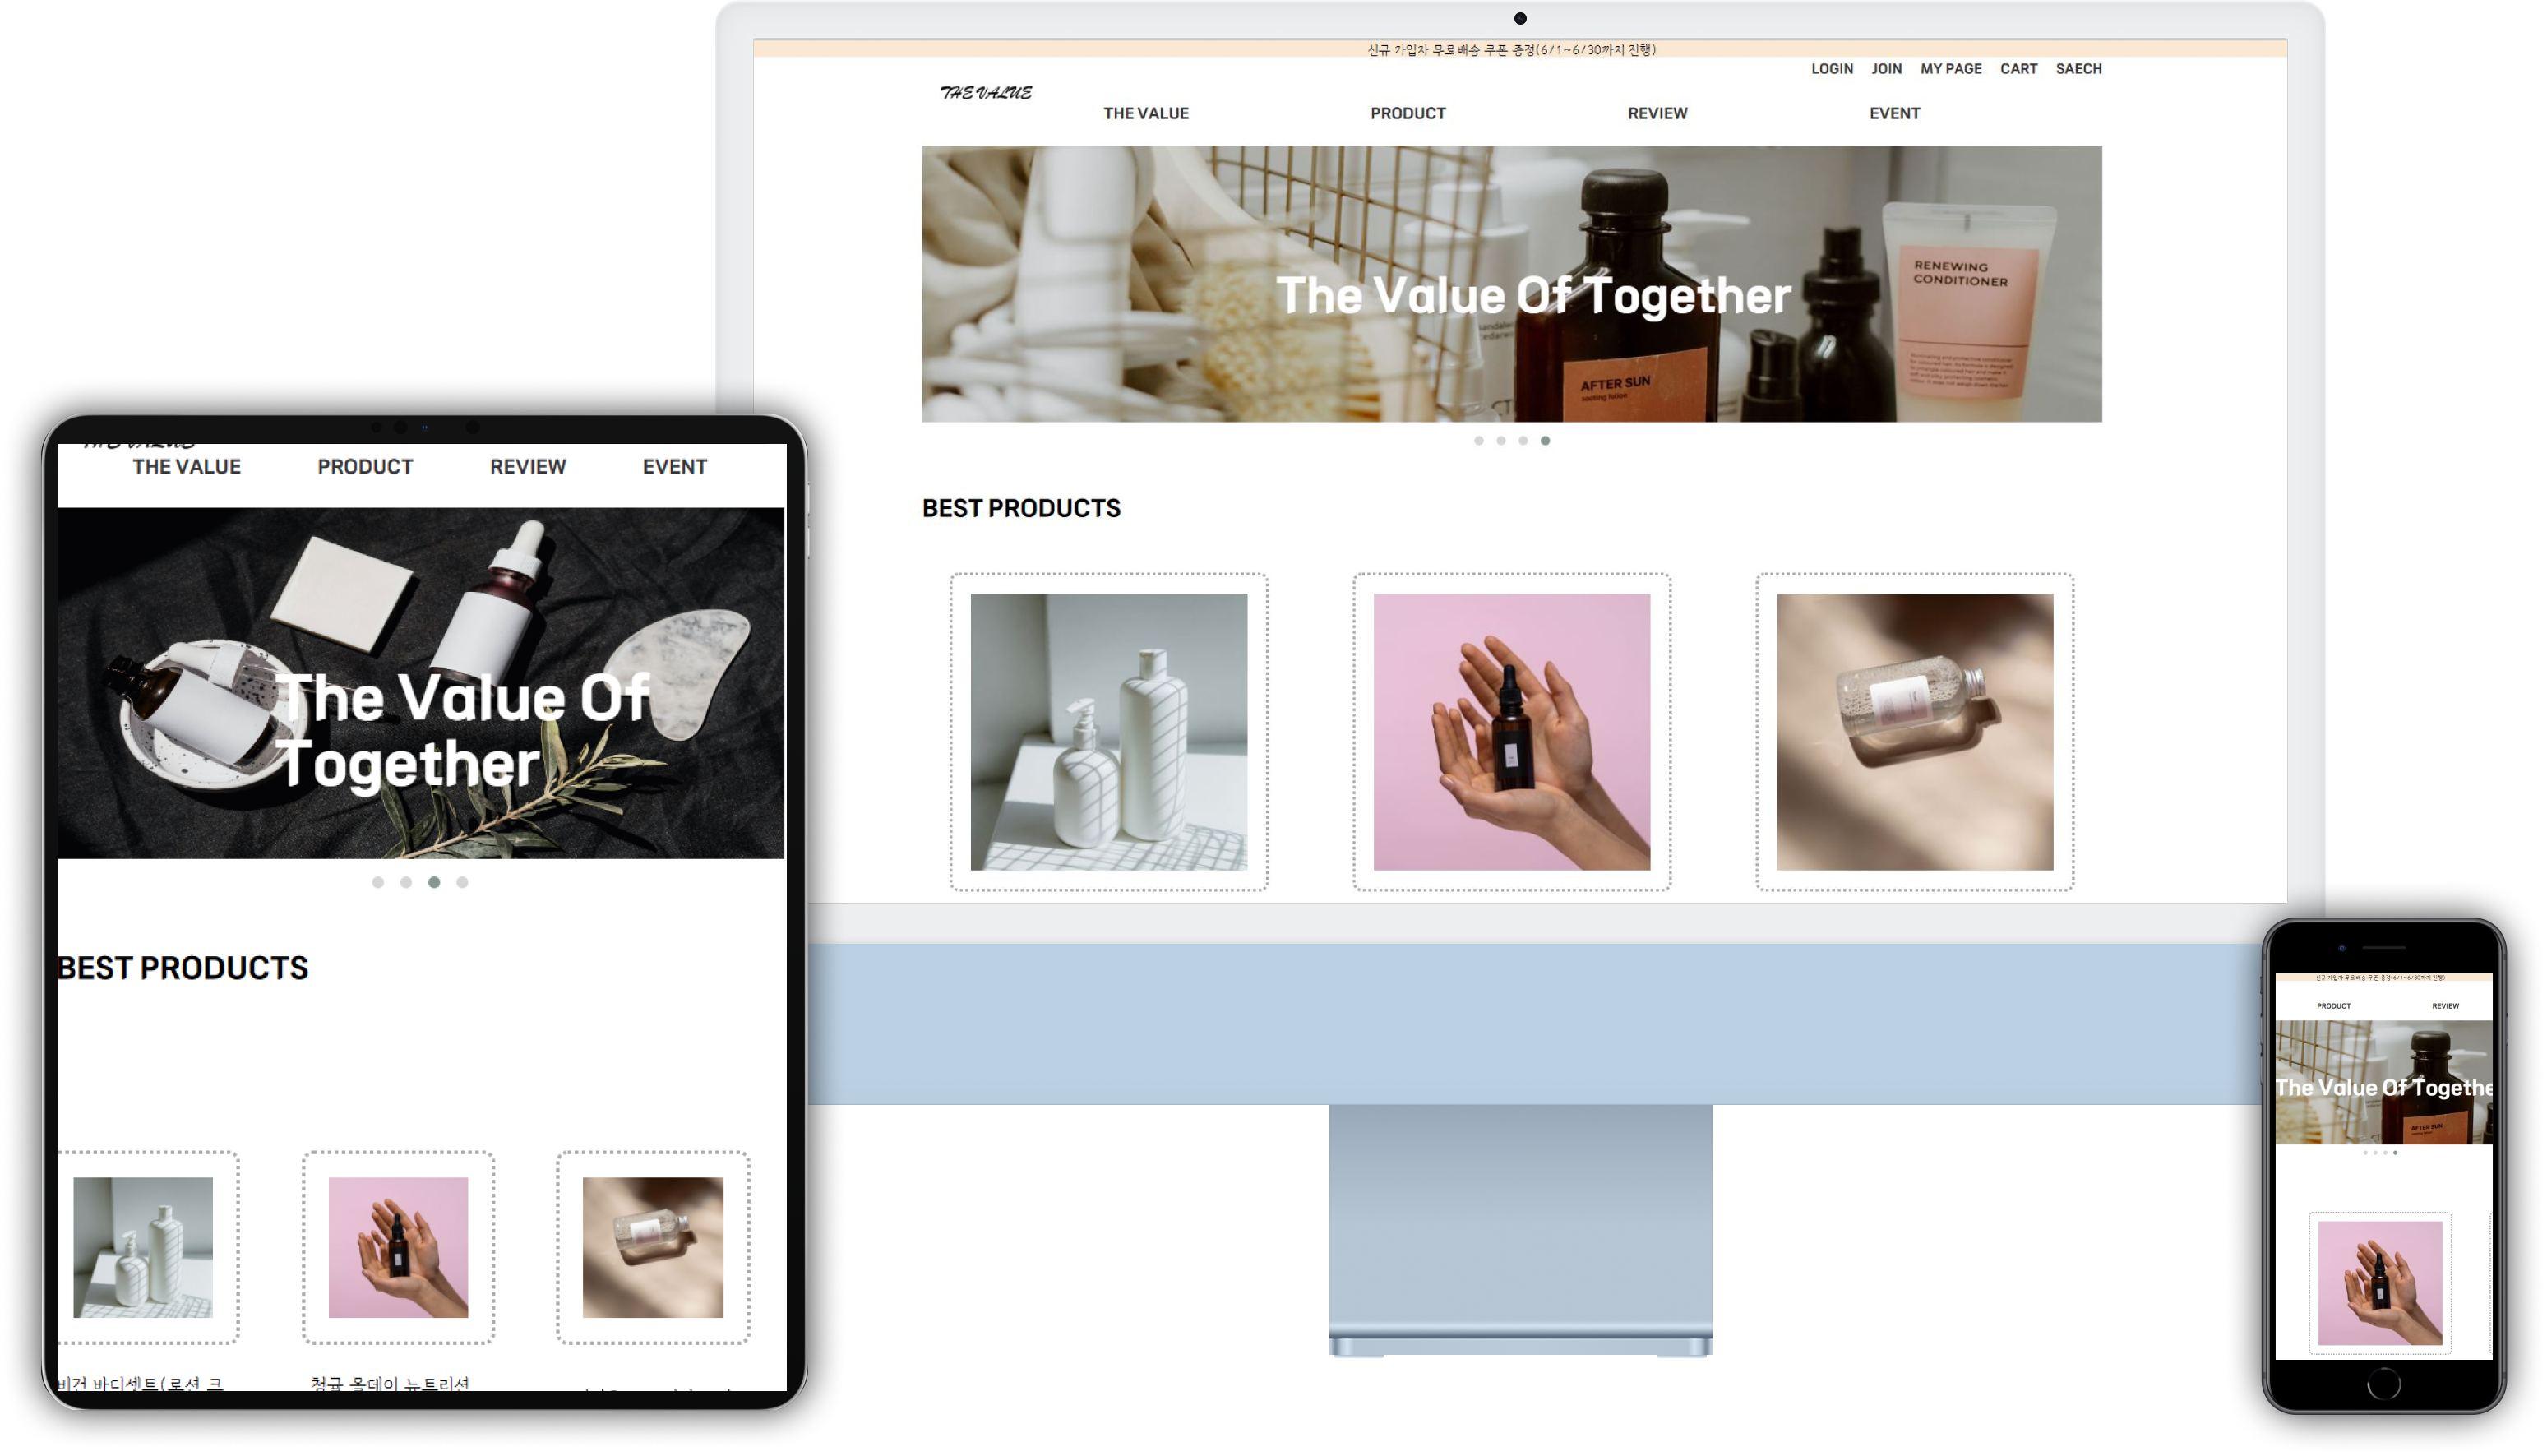 신규 가입자 무료배송 쿠폰 증정(6/1~6/30까지 진행)
LOGIN JOIN MY PAGE CART SAECH
THE VALUE
THE VALUE PRODUCT REVIEW EVENT
RENEWING
CONDITIONER
The Value Of Together
AFTER SUN
sooting lotion
BEST PRODUCTS
THE VALUE
THE VALUE PRODUCT REVIEW EVENT
The Value Of
Together
BEST PRODUCTS
비건 바디셋트(로션 크
청귤 올데이 뉴트리션
신규 가입자 무료배송 쿠폰 증정(6/1~6/30까지 진행)
PRODUCT REVIEW
The Value Of Togethe
AFTER SUN